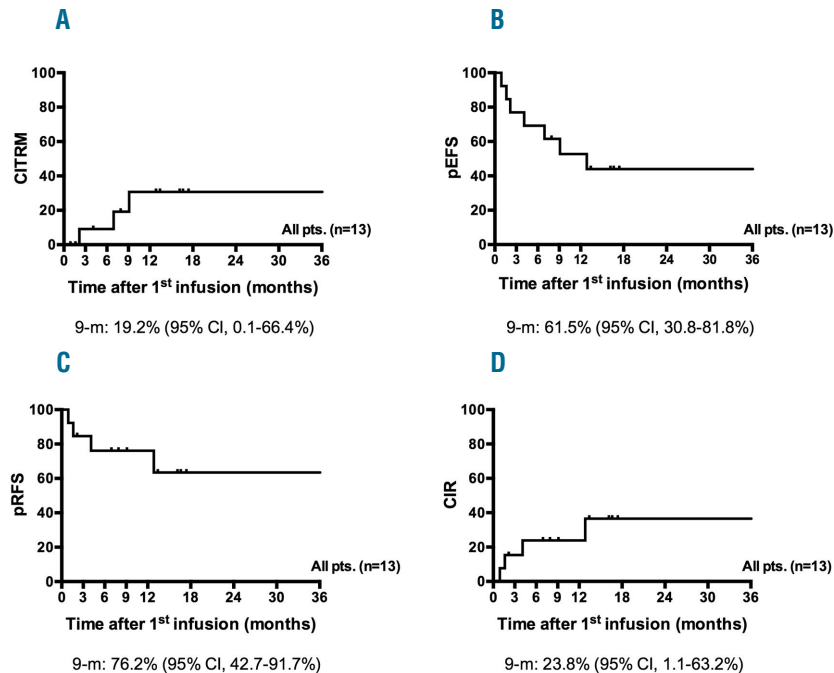 A
100
80
60
40
20
0
CITRM
All pts. (n=13)
0 3 6 9 12 18 24 30 36
Time after 1st infusion (months)
9-m: 19.2% (95% CI, 0.1-66.4%)
B
100
80
60
40
20
0
pEFS
All pts. (n=13)
0 3 6 9 12 18 24 30 36
Time after 1st infusion (months)
9-m: 61.5% (95% CI, 30.8-81.8%)
C
100
80
60
40
20
0
pRFS
All pts. (n=13)
0 3 6 9 12 18 24 30 36
Time after 1st infusion (months)
9-m: 76.2% (95% CI, 42.7-91.7%)
D
100
80
60
40
20
0
CIR
All pts. (n=13)
0 3 6 9 12 18 24 30 36
Time after 1st infusion (months)
9-m: 23.8% (95% CI, 1.1-63.2%)